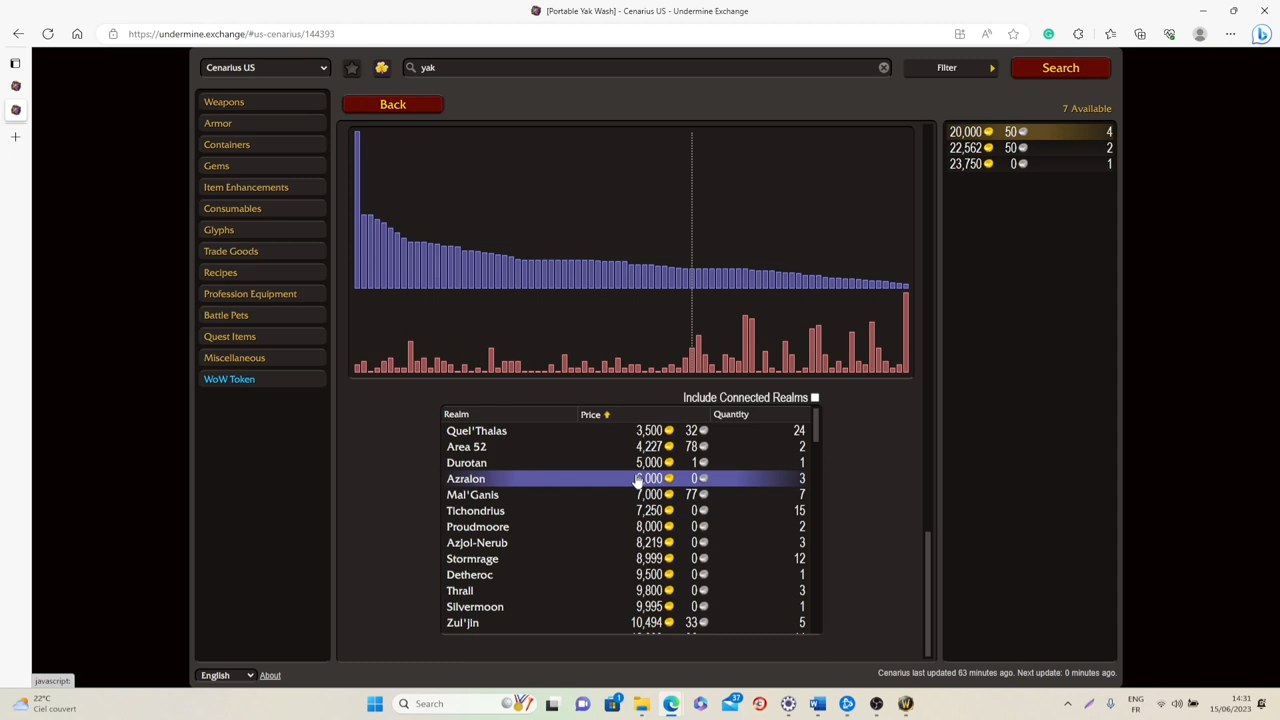 [Portable Yak Wash] - Cenarius US - Undermine Exchange
https://undermine.exchange/#us-cenarius/144393
Cenarius US
yak
Filter
Search
Weapons
Armor
Containers
Gems
Item Enhancements
Consumables
Glyphs
Trade Goods
Recipes
Profession Equipment
Battle Pets
Quest Items
Miscellaneous
WoW Token
Back
7 Available
20,000 50 4
22,562 50 2
23,750 0 1
Include Connected Realms
Realm Price Quantity
Quel'Thalas 3,500 32 24
Area 52 4,227 78 2
Durotan 5,000 1 1
Azralon ,000 0 3
Mal'Ganis 7,000 77 7
Tichondrius 7,250 0 15
Proudmoore 8,000 0 2
Azjol-Nerub 8,219 0 3
Stormrage 8,999 0 12
Detheroc 9,500 0 1
Thrall 9,800 0 3
Silvermoon 9,995 0 1
Zul'jin 10,494 33 5
English
About
Cenarius last updated 63 minutes ago. Next update: 0 minutes ago.
javascript:
22°C
Ciel couvert
Search
1
37
ENG
FR
14:31
15/06/2023